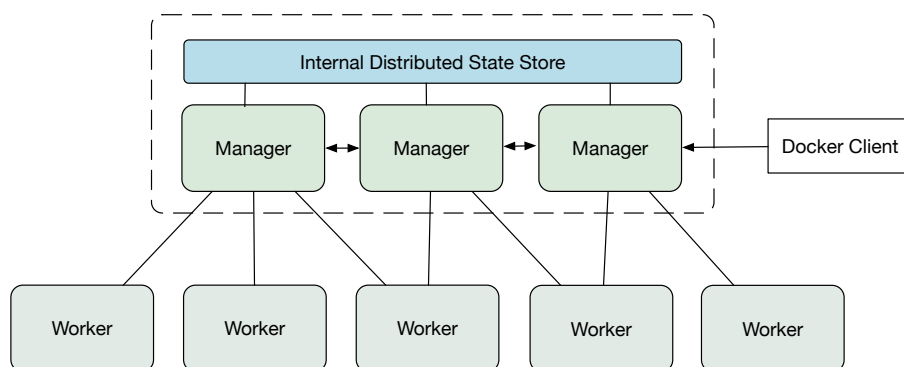 Internal Distributed State Store
Manager
Manager
Manager
Docker Client
Worker
Worker
Worker
Worker
Worker